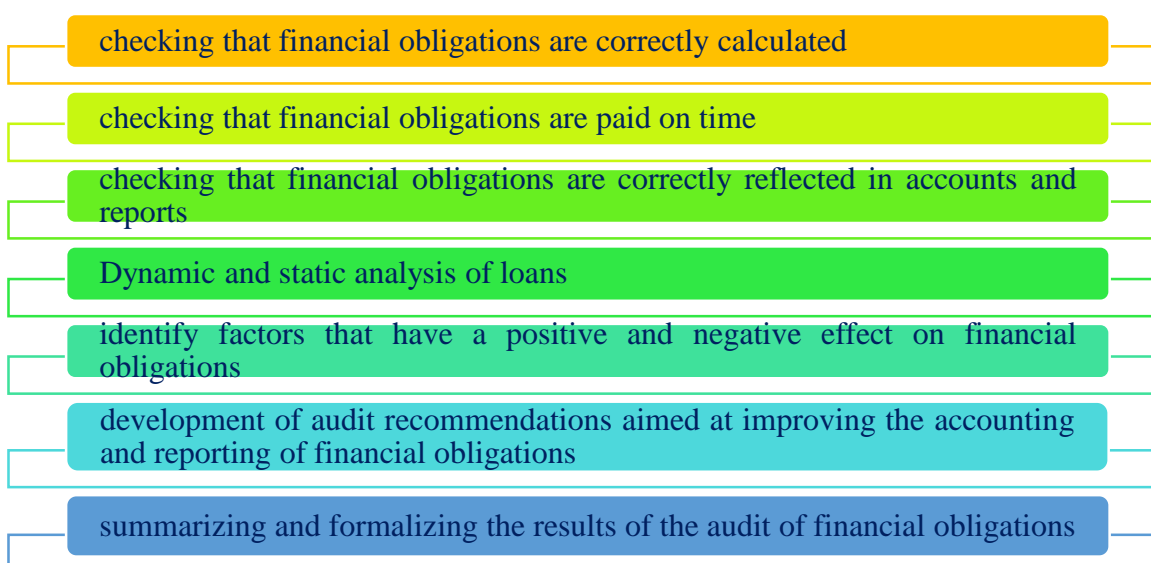 checking that financial obligations are correctly calculated
checking that financial obligations are paid on time
checking that financial obligations are correctly reflected in accounts and
reports
Dynamic and static analysis of loans
identify factors that have a positive and negative effect on financial
obligations
development of audit recommendations aimed at improving the accounting
and reporting of financial obligations
summarizing and formalizing the results of the audit of financial obligations